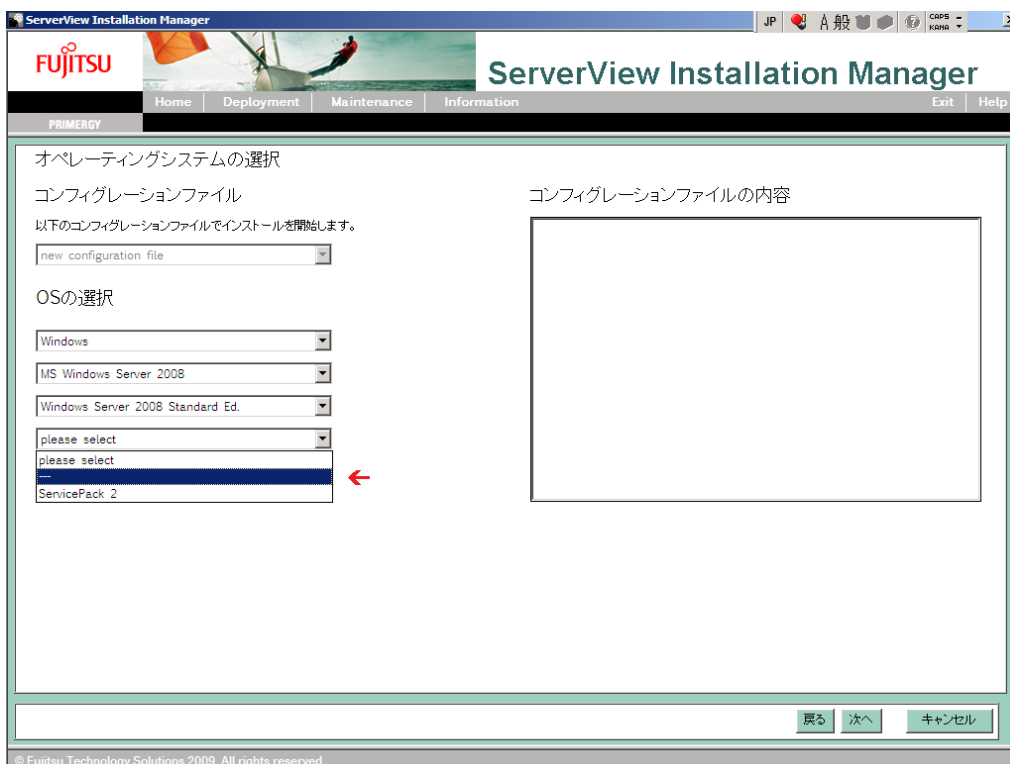 ServerView Installation Manager
JP A 般 CAPS KANA
FUJITSU
ServerView Installation Manager
Home Deployment Maintenance Information Exit Help
PRIMERGY
オペレーティングシステムの選択
コンフィグレーションファイル
コンフィグレーションファイルの内容
以下のコンフィグレーションファイルでインストールを開始します。
new configuration file
OSの選択
Windows
MS Windows Server 2008
Windows Server 2008 Standard Ed.
please select
please select
---
ServicePack 2
戻る 次へ キャンセル
© Fujitsu Technology Solutions 2009 All rights reserved